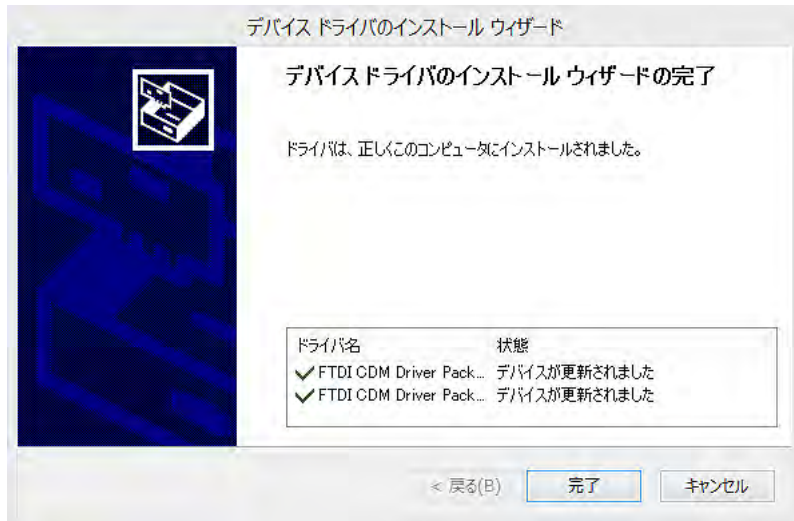 デバイス ドライバのインストール ウィザード
デバイス ドライバのインストール ウィザードの完了
ドライバは、正しくこのコンピュータにインストールされました。
ドライバ名 状態
FTDI CDM Driver Pack... デバイスが更新されました
FTDI CDM Driver Pack... デバイスが更新されました
< 戻る(B) 完了 キャンセル